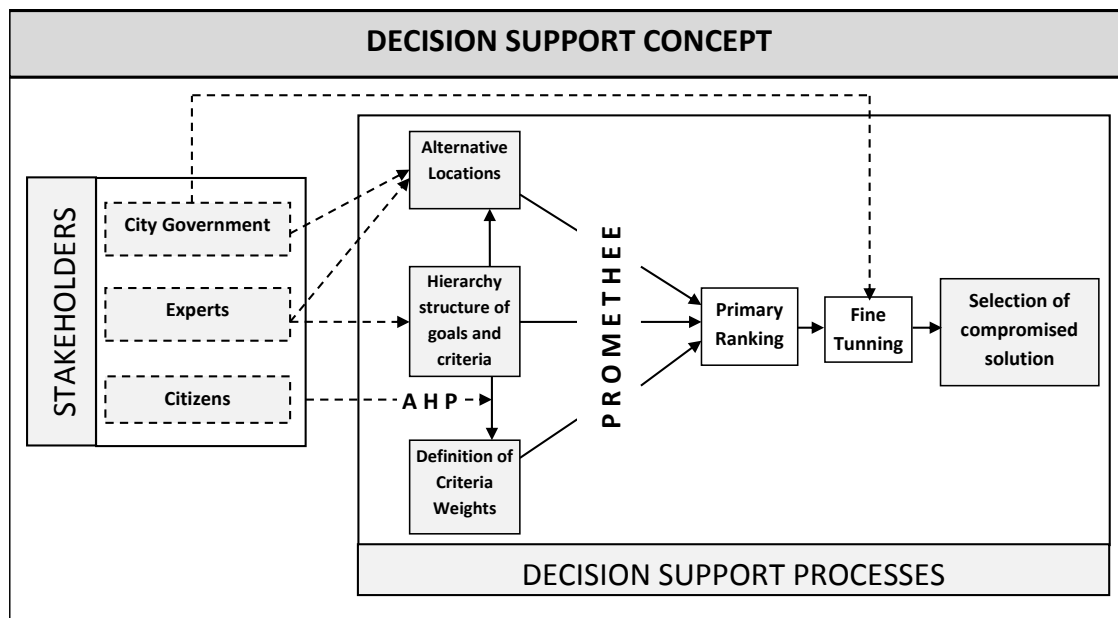 DECISION SUPPORT CONCEPT
STAKEHOLDERS
City Government
Experts
Citizens
Alternative
Locations
Hierarchy
structure of
goals and
criteria
A H P
Definition of
Criteria
Weights
P R O M E T H E E
Primary
Ranking
Fine
Tunning
Selection of
compromised
solution
DECISION SUPPORT PROCESSES